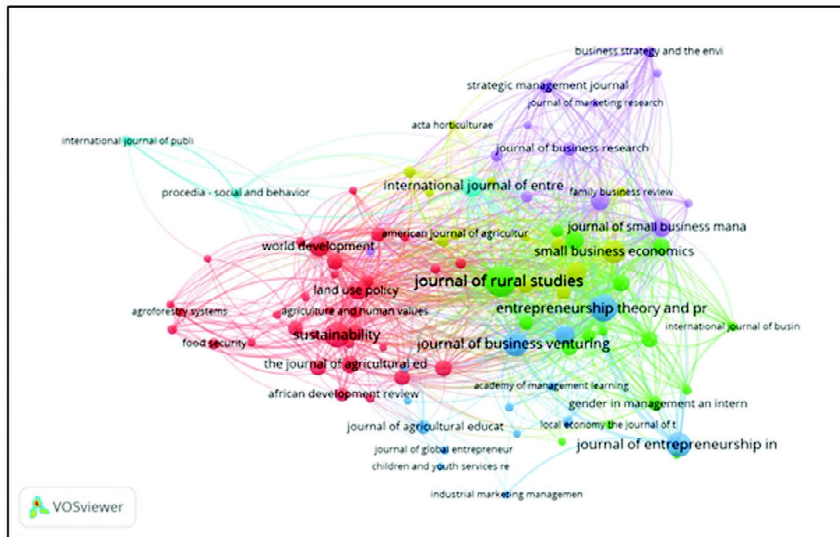 business strategy and the envi
strategic management journal
journal of marketing research
acta horticulturae
international journal of publi
journal of business research
procedia - social and behavior
international journal of entre
family business review
american journal of agricultur
journal of small business mana
world development
small business economics
journal of rural studies
land use policy
agroforestry systems
agriculture and human values
entrepreneurship theory and pr
sustainability
international journal of busin
food security
journal of business venturing
the journal of agricultural ed
academy of management learning
african development review
gender in management an intern
journal of agricultural educat
local economy the journal of t
journal of global entrepreneur
journal of entrepreneurship in
children and youth services re
industrial marketing managemen
VOSviewer